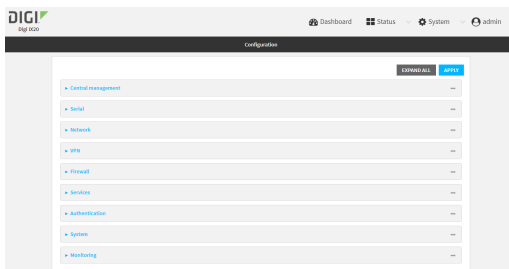 DIGI
Digi IX20
Dashboard
Status
System
admin
Configuration
EXPAND ALL
APPLY
Central management
Serial
Network
VPN
Firewall
Services
Authentication
System
Monitoring